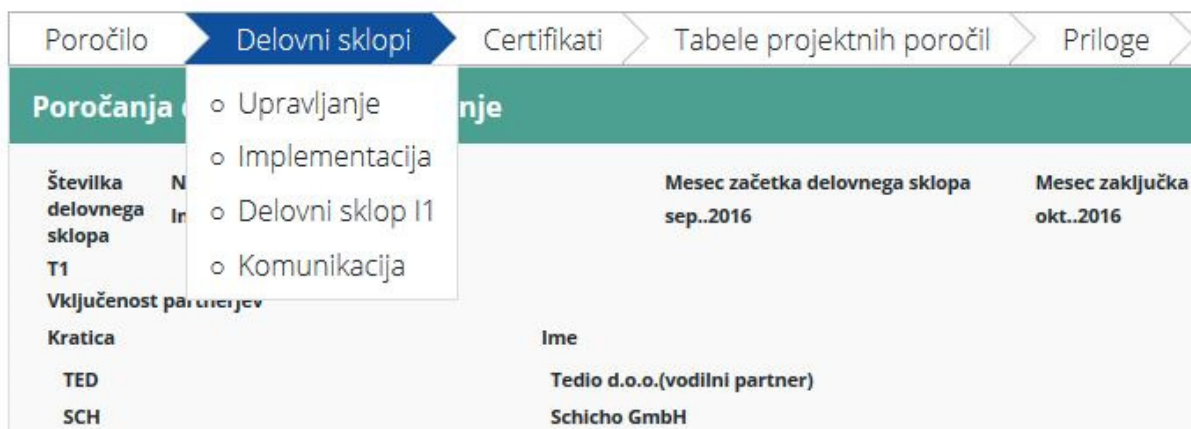 Poročilo Delovni sklopi Certifikati Tabele projektnih poročil Priloge
Poročanja nje
Upravljanje
Implementacija
Delovni sklop I1
Komunikacija
Številka delovnega sklopa
Mesec začetka delovnega sklopa Mesec zaključka
sep..2016 okt..2016
T1
Vključenost partnerjev
Kratica Ime
TED Tedio d.o.o.(vodilni partner)
SCH Schicho GmbH